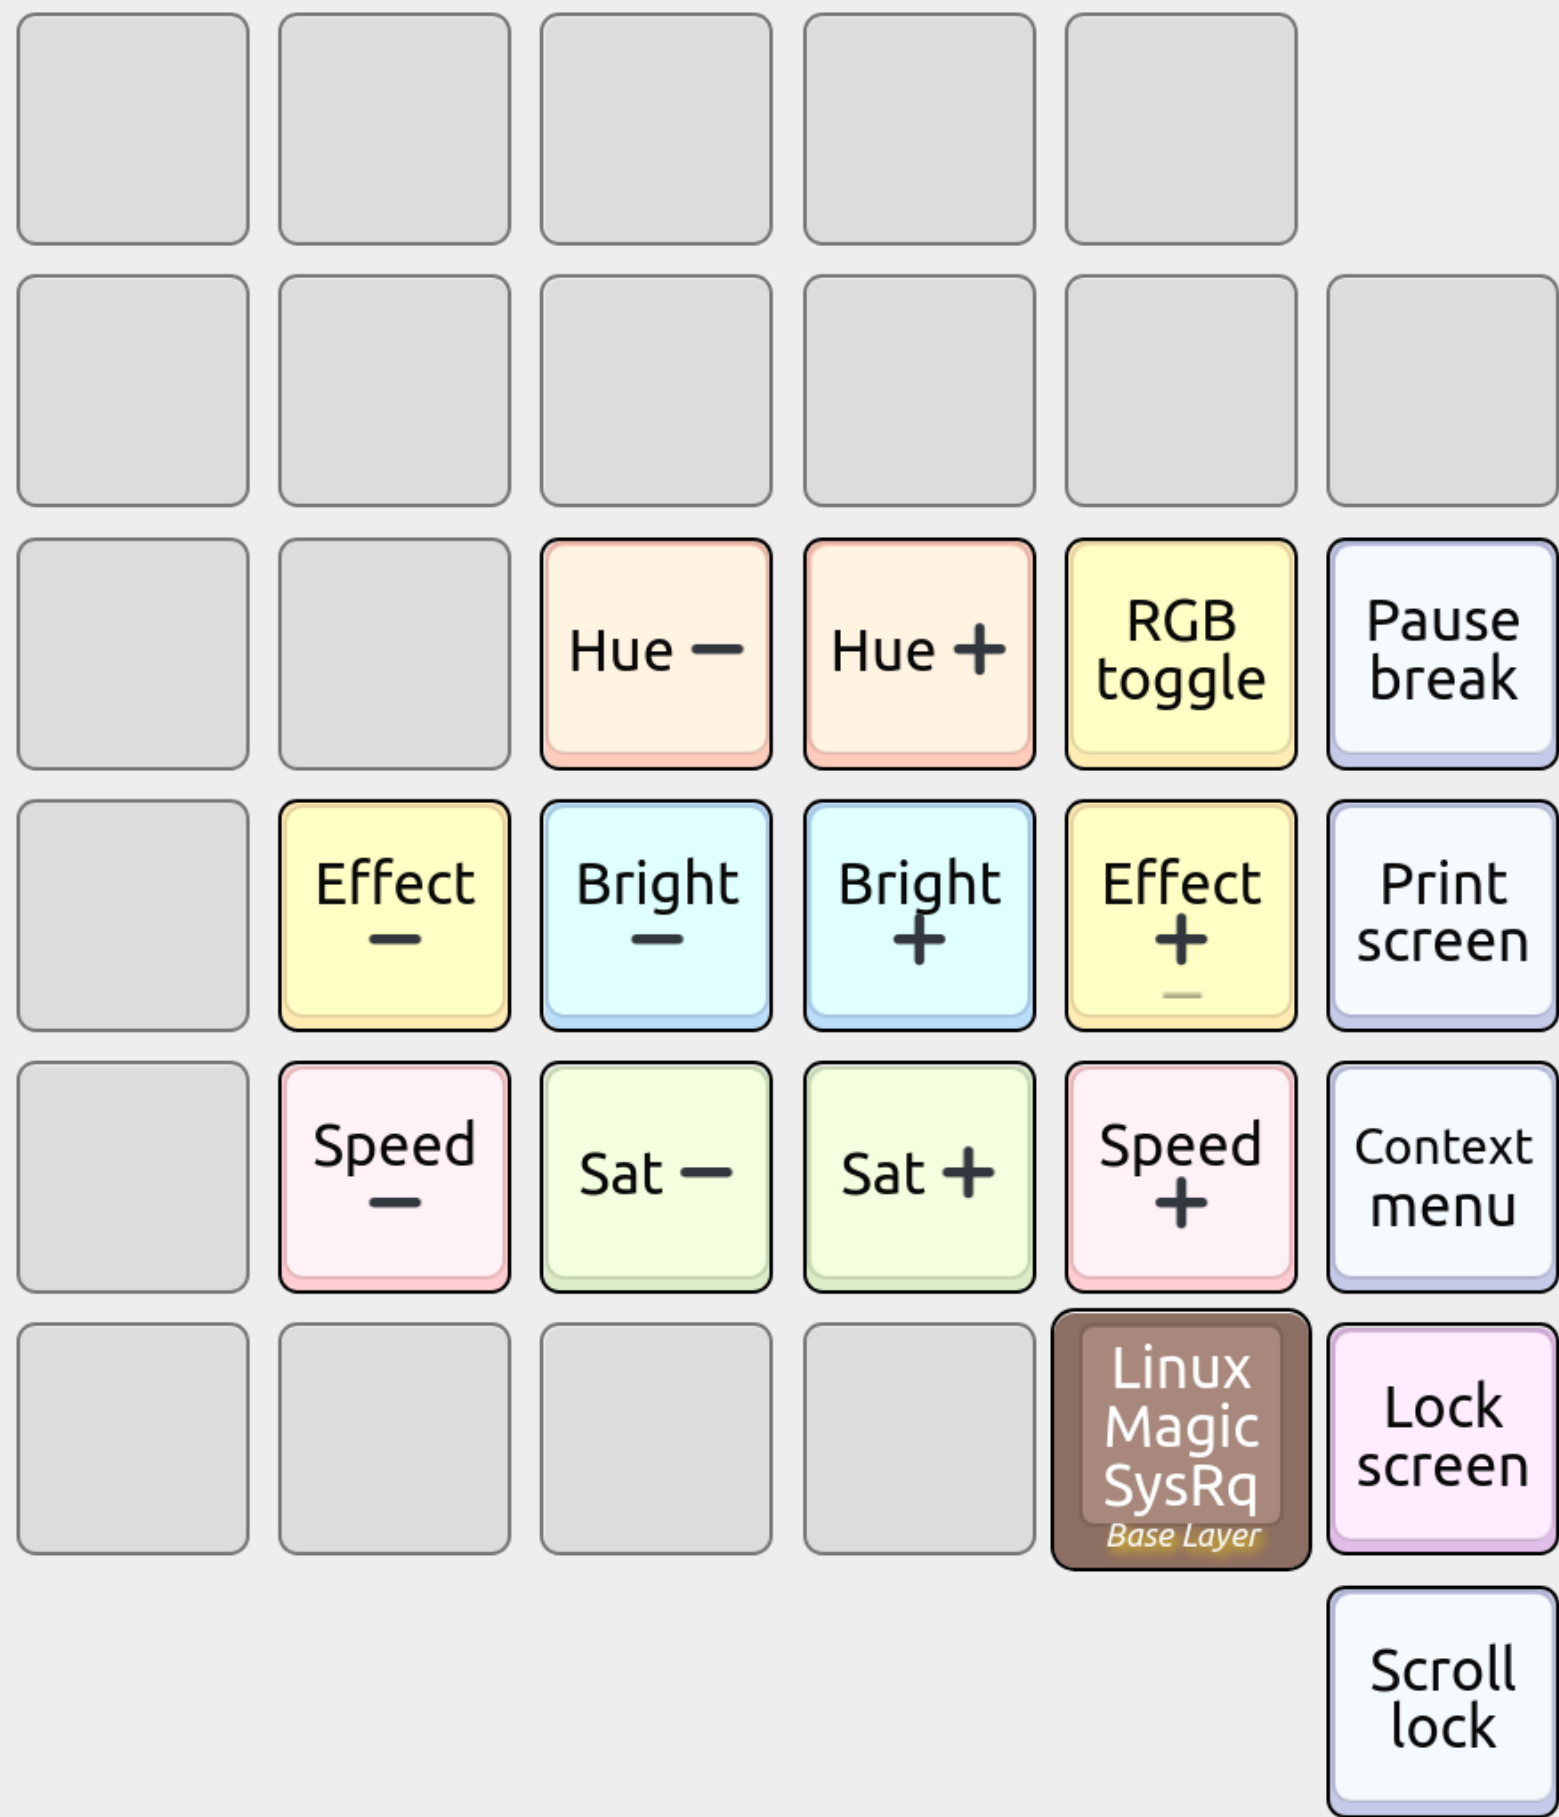 Hue −
Hue +
RGB
toggle
Pause
break
Effect
−
Bright
−
Bright
+
Effect
+
Print
screen
Speed
−
Sat −
Sat +
Speed
+
Context
menu
Linux
Magic
SysRq
Base Layer
Lock
screen
Scroll
lock